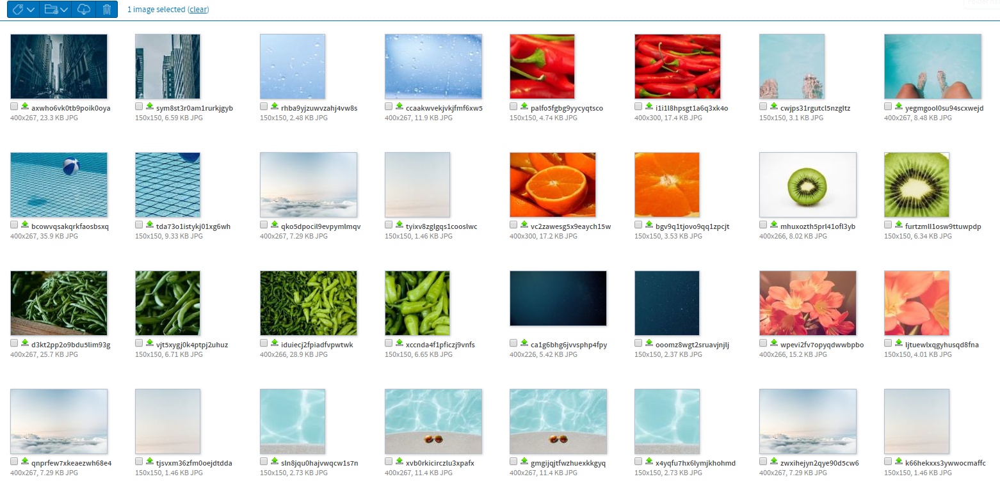 1 image selected (clear)
axwho6vk0tb9poik0oya
400x267, 23.3 KB JPG
sym8st3r0am1rurkjgyb
150x150, 6.59 KB JPG
rhba9yjzuwvzahj4vw8s
150x150, 2.48 KB JPG
ccaakwvekjvkjfmf6xw5
400x267, 11.9 KB JPG
palfo5fgbg9yycyqtsco
150x150, 4.74 KB JPG
i1i1l8hpsgt1a6q3xk4o
400x300, 17.4 KB JPG
cwjps31rgutcl5nzgltz
150x150, 3.1 KB JPG
yegmgool0su94scxwejd
400x267, 8.48 KB JPG
bcowvqsakqrkfaosbsxq
400x267, 35.9 KB JPG
tda73o1istykj01xg6wh
150x150, 9.33 KB JPG
qko5dpocil9evpymlmqv
400x267, 7.29 KB JPG
tyixv8zglgqs1cooslwc
150x150, 1.46 KB JPG
vc2zawesg5x9eaych15w
400x300, 17.2 KB JPG
bgv9q1tjovo9qq1zpcjt
150x150, 3.53 KB JPG
mhuxozth5prl41ofl3yb
400x266, 8.02 KB JPG
furtzmll1osw9ttuwpdp
150x150, 6.34 KB JPG
d3kt2pp2o9bdu5lim93g
400x267, 25.7 KB JPG
vjt5xygj0k4ptpj2uhuz
150x150, 6.71 KB JPG
iduiecj2fpiadfvpwtwk
400x266, 28.9 KB JPG
xccnda4f1pficzj9vnfs
150x150, 6.65 KB JPG
ca1g6bhg6jvvsphp4fpy
400x226, 5.42 KB JPG
ooomz8wgt2sruavjnjlj
150x150, 2.37 KB JPG
wpevi2fv7opyqdwwbpbo
400x266, 15.2 KB JPG
ljtuewlxqgyhusqd8fna
150x150, 4.01 KB JPG
qnprfew7xkeaezwh68e4
400x267, 7.29 KB JPG
tjsvxm36zfm0oejdtdda
150x150, 1.46 KB JPG
sln8jqu0hajvwqcw1s7n
150x150, 2.73 KB JPG
xvb0rkicirczlu3xpafx
400x267, 11.4 KB JPG
gmgijqjtfwzhuexkkgyq
400x267, 11.4 KB JPG
x4yqfu7hx6lymjkhohmd
150x150, 2.73 KB JPG
zwxihejyn2qye90d5cw6
400x267, 7.29 KB JPG
k66hekxxs3ywwocmaffc
150x150, 1.46 KB JPG